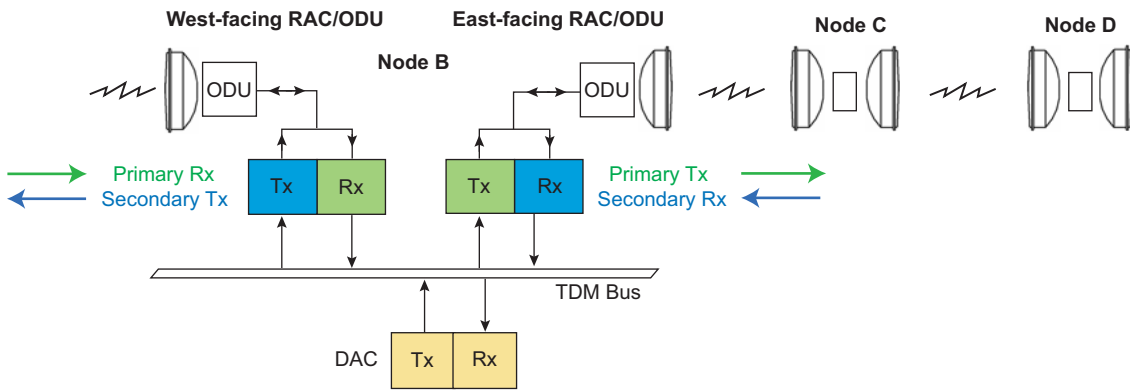 West-facing RAC/ODU
East-facing RAC/ODU
Node C
Node D
Node B
ODU
ODU
Primary Rx
Secondary Tx
Tx
Rx
Tx
Rx
Primary Tx
Secondary Rx
TDM Bus
DAC
Tx
Rx